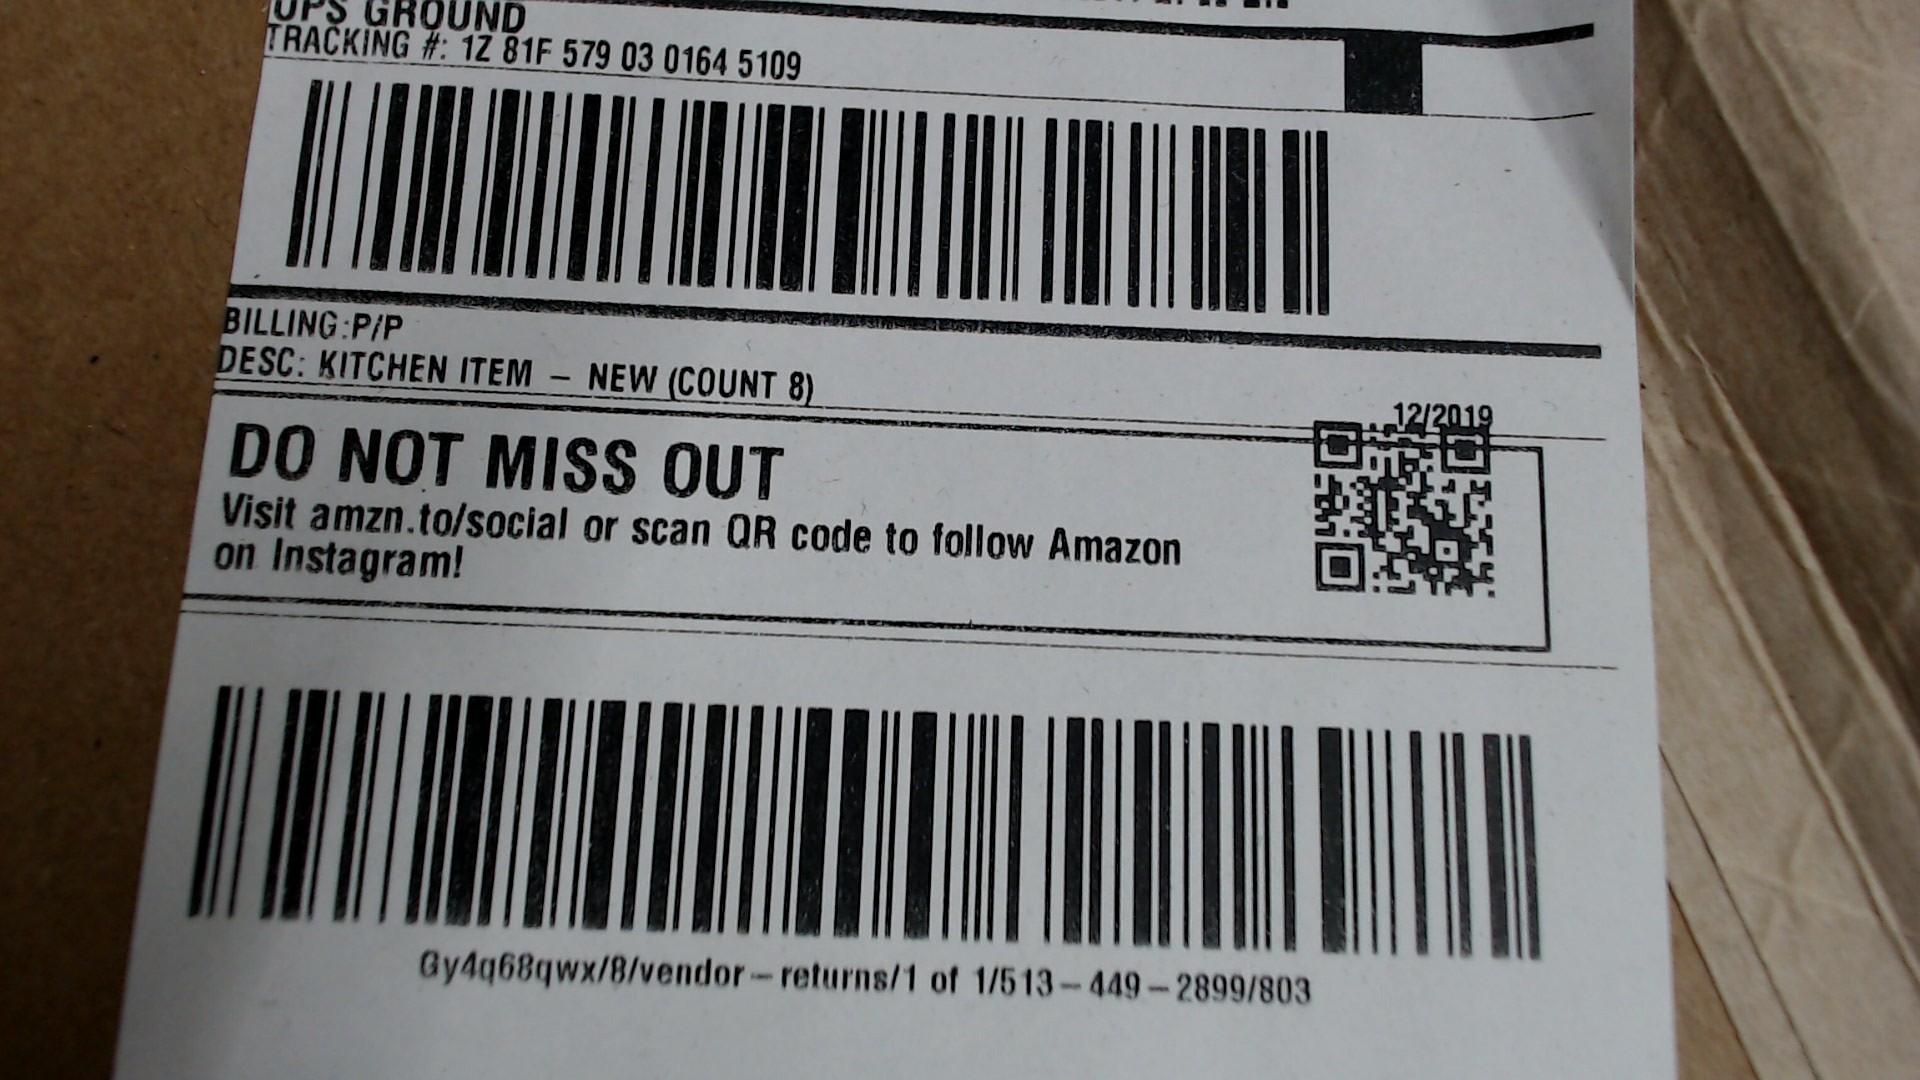 UPS GROUND
TRACKING #: 1Z 81F 579 03 0164 5109
BILLING:P/P
DESC: KITCHEN ITEM – NEW (COUNT 8)
12/2019
DO NOT MISS OUT
Visit amzn.to/social or scan QR code to follow Amazon
on Instagram!
Gy4q68qwx/8/vendor–returns/1 of 1/513–449–2899/803